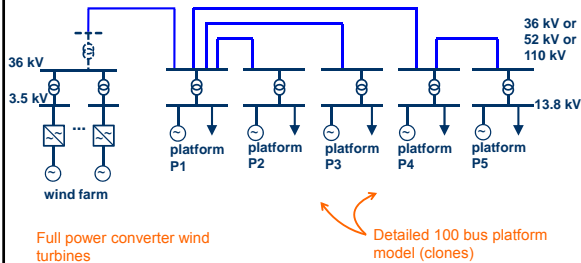 36 kV or
52 kV or
110 kV
36 kV
3.5 kV
13.8 kV
...
platform
P1
platform
P2
platform
P3
platform
P4
platform
P5
wind farm
Full power converter wind
turbines
Detailed 100 bus platform
model (clones)